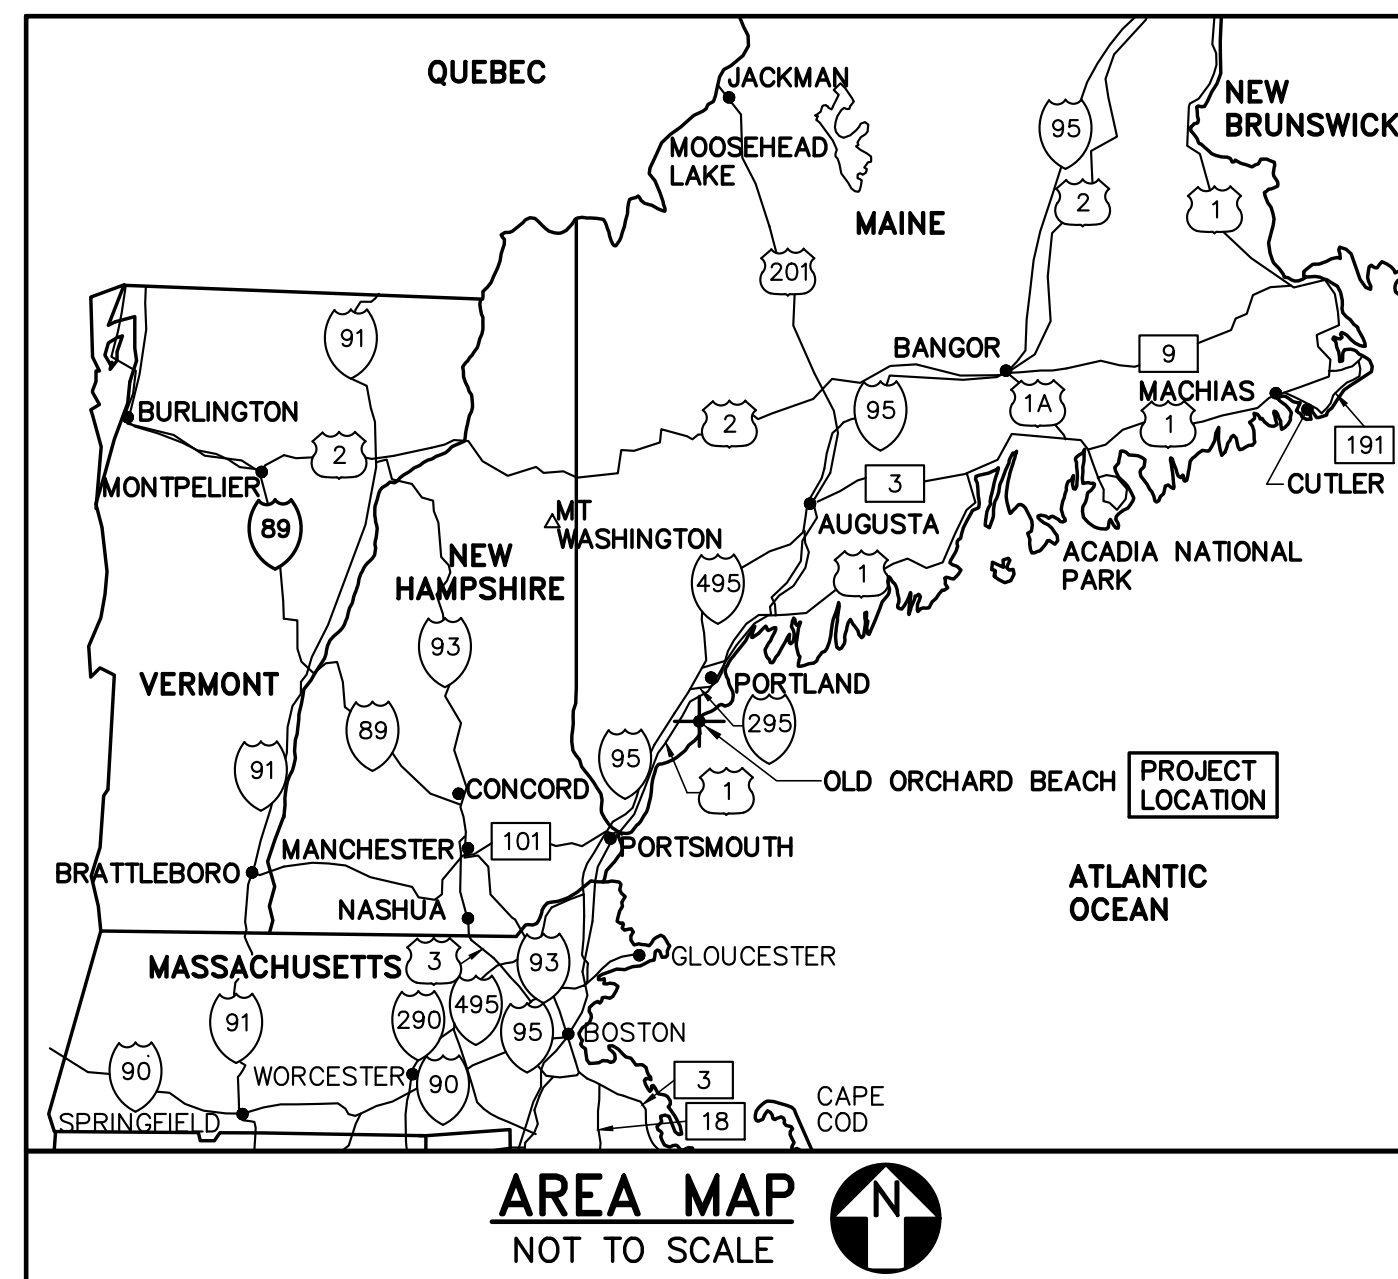 QUEBEC
JACKMAN
NEW
BRUNSWICK
95
MOOSEHEAD
LAKE
2
1
MAINE
201
91
BANGOR
9
MACHIAS
1A
95
BURLINGTON
2
1
191
2
MONTPELIER
3
CUTLER
89
MT
WASHINGTON
AUGUSTA
ACADIA NATIONAL
PARK
NEW
HAMPSHIRE
495
1
93
VERMONT
PORTLAND
89
295
95
91
1
OLD ORCHARD BEACH
PROJECT
LOCATION
CONCORD
101
MANCHESTER
PORTSMOUTH
BRATTLEBORO
NASHUA
ATLANTIC
OCEAN
MASSACHUSETTS
3
93
GLOUCESTER
495
290
91
95
BOSTON
90
WORCESTER
90
3
18
CAPE
COD
SPRINGFIELD
AREA MAP
NOT TO SCALE
N